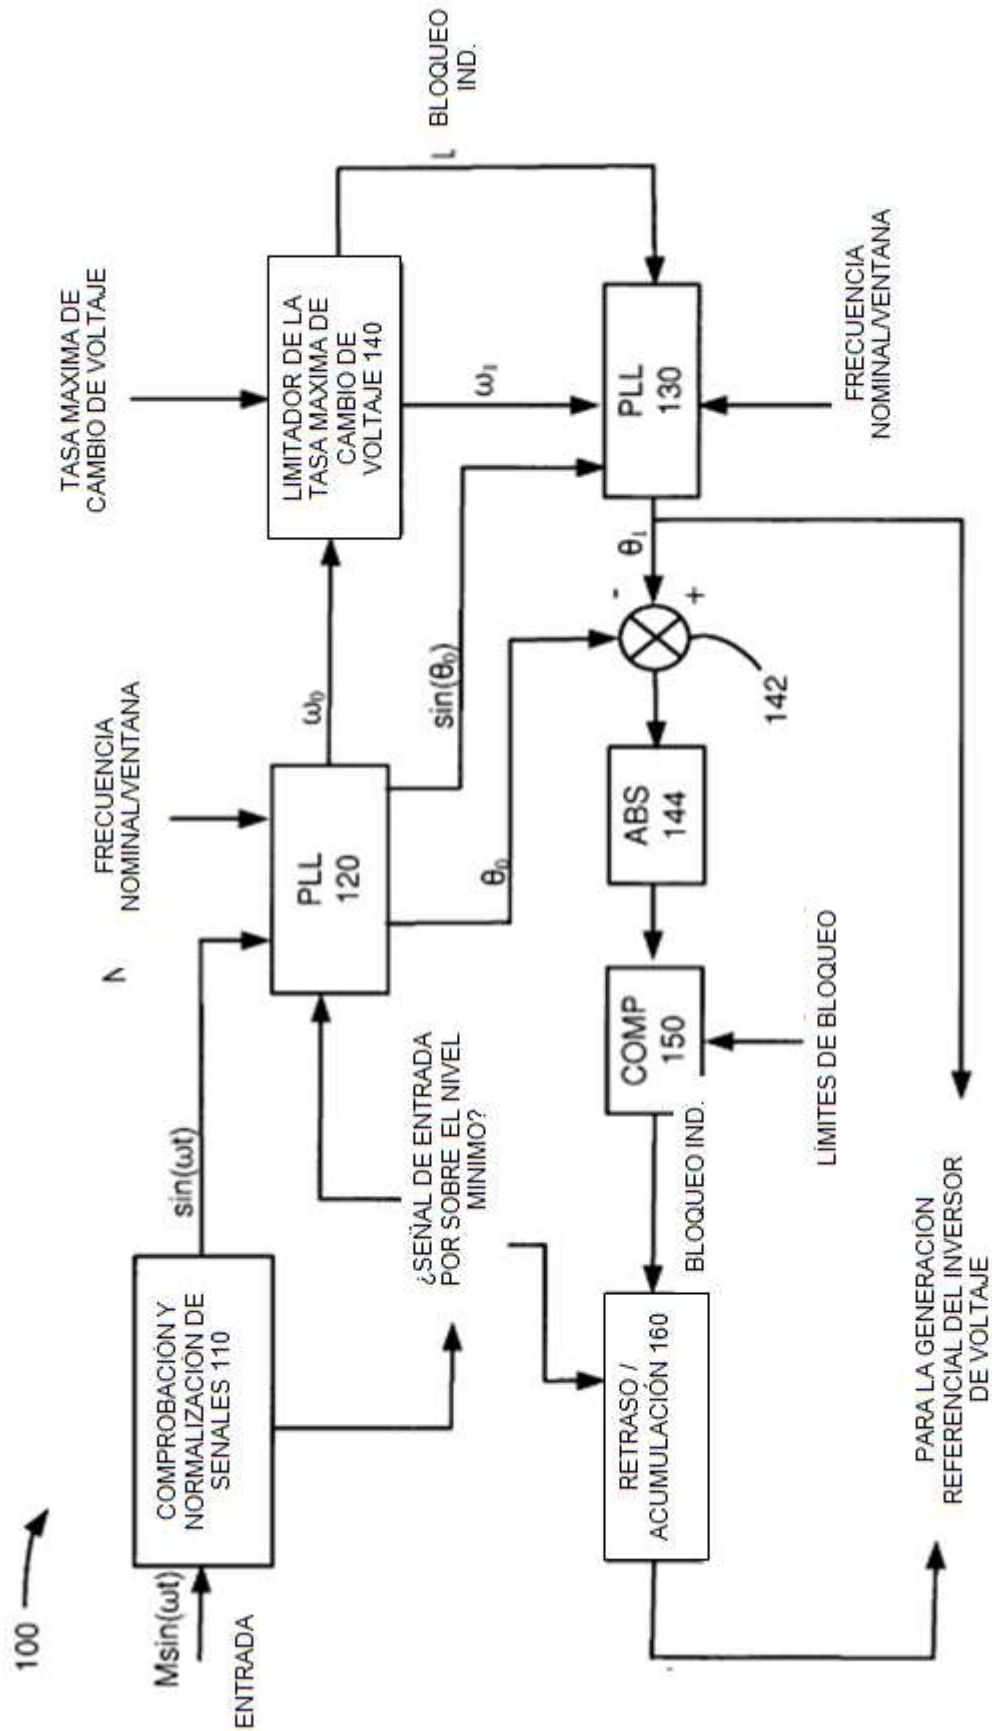 100
Msin(ωt)
ENTRADA
COMPROBACIÓN Y
NORMALIZACIÓN DE
SENALES 110
sin(ωt)
FRECUENCIA
NOMINAL/VENTANA
PLL
120
ω₀
TASA MAXIMA DE
CAMBIO DE VOLTAJE
LIMITADOR DE LA
TASA MAXIMA DE
CAMBIO DE
VOLTAJE 140
BLOQUEO
IND.
¿SEÑAL DE ENTRADA
POR SOBRE EL NIVEL
MINIMO?
θ₀
sin(θ₀)
ω₁
PLL
130
FRECUENCIA
NOMINAL/VENTANA
θ₁
-
+
142
ABS
144
COMP
150
LÍMITES DE BLOQUEO
BLOQUEO IND.
RETRASO /
ACUMULACIÓN 160
PARA LA GENERACIÓN
REFERENCIAL DEL INVERSOR
DE VOLTAJE